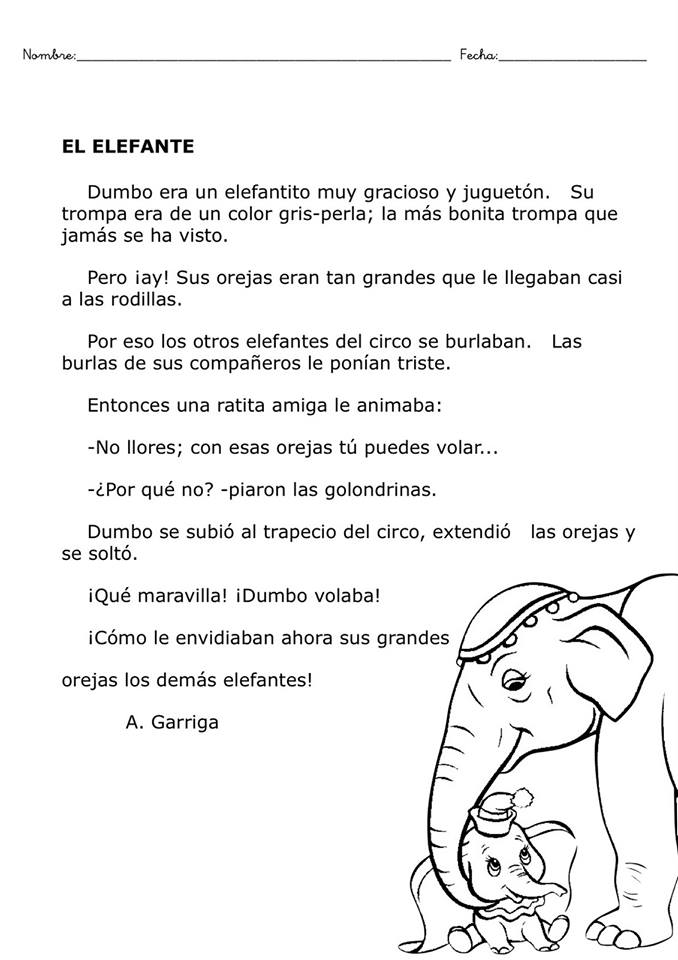 Nombre: Fecha:
EL ELEFANTE
Dumbo era un elefantito muy gracioso y juguetón. Su
trompa era de un color gris-perla; la más bonita trompa que
jamás se ha visto.
Pero ¡ay! Sus orejas eran tan grandes que le llegaban casi
a las rodillas.
Por eso los otros elefantes del circo se burlaban. Las
burlas de sus compañeros le ponían triste.
Entonces una ratita amiga le animaba:
-No llores; con esas orejas tú puedes volar...
-¿Por qué no? -piaron las golondrinas.
Dumbo se subió al trapecio del circo, extendió las orejas y
se soltó.
¡Qué maravilla! ¡Dumbo volaba!
¡Cómo le envidiaban ahora sus grandes
orejas los demás elefantes!
A. Garriga